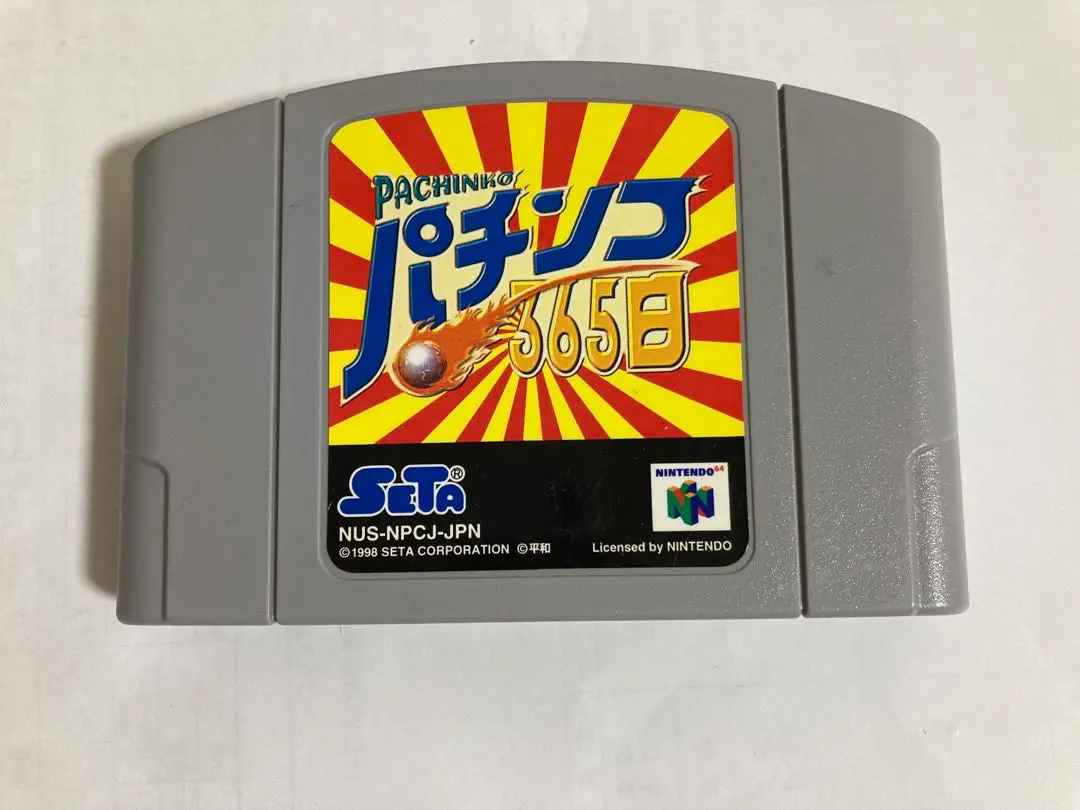 PACHINKO
パチンコ
365日
SETA®
NINTENDO64
NUS-NPCJ-JPN
©1998 SETA CORPORATION ©平和
Licensed by NINTENDO